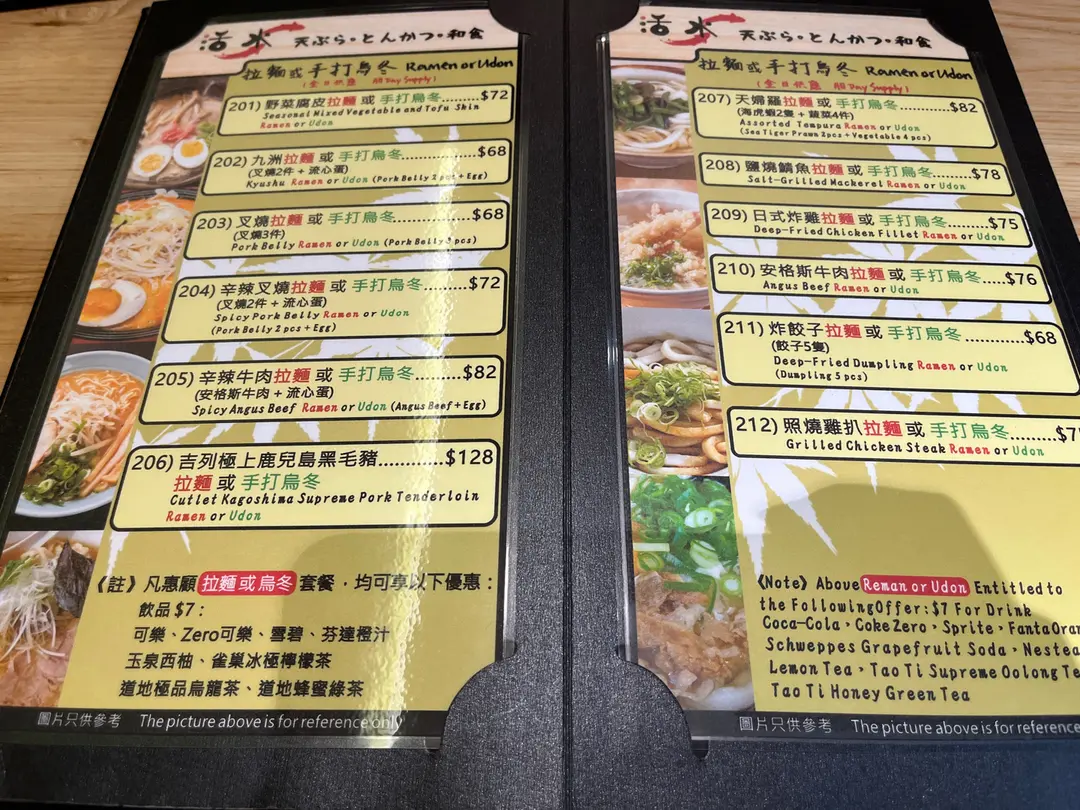 活水 天ぷら・とんかつ・和食
拉麵或手打烏冬 Ramen or Udon
(全日供應 All Day Supply)
201) 野菜腐皮拉麵 或 手打烏冬.........$72
Seasonal Mixed Vegetable and Tofu Skin
Ramen or Udon
202) 九洲拉麵 或 手打烏冬..............$68
(叉燒2件 + 流心蛋)
Kyushu Ramen or Udon (Pork Belly 2 pct + Egg)
203) 叉燒拉麵 或 手打烏冬..............$68
(叉燒3件)
Pork Belly Ramen or Udon (Pork Belly 3 pcs)
204) 辛辣叉燒拉麵 或 手打烏冬........$72
(叉燒2件 + 流心蛋)
Spicy Pork Belly Ramen or Udon
(Pork Belly 2 pcs + Egg)
205) 辛辣牛肉拉麵 或 手打烏冬........$82
(安格斯牛肉 + 流心蛋)
Spicy Angus Beef Ramen or Udon (Angus Beef + Egg)
206) 吉列極上鹿兒島黑毛豬............$128
拉麵 或 手打烏冬
Cutlet Kagoshima Supreme Pork Tenderloin
Ramen or Udon
《註》凡惠顧 拉麵或烏冬 套餐，均可享以下優惠：
飲品 $7：
可樂、Zero可樂、雪碧、芬達橙汁
玉泉西柚、雀巢冰極檸檬茶
道地極品烏龍茶、道地蜂蜜綠茶
圖片只供參考 The picture above is for reference only
活水 天ぷら・とんかつ・和食
拉麵或手打烏冬 Ramen or Udon
(全日供應 All Day Supply)
207) 天婦羅拉麵 或 手打烏冬............$82
(海虎蝦2隻 + 蔬菜4件)
Assorted Tempura Ramen or Udon
(Sea Tiger Prawn 2pcs + Vegetable 4 pcs)
208) 鹽燒鯖魚拉麵 或 手打烏冬........$78
Salt-Grilled Mackerel Ramen or Udon
209) 日式炸雞拉麵 或 手打烏冬........$75
Deep-Fried Chicken Fillet Ramen or Udon
210) 安格斯牛肉拉麵 或 手打烏冬.....$76
Angus Beef Ramen or Udon
211) 炸餃子拉麵 或 手打烏冬............$68
(餃子5隻)
Deep-Fried Dumpling Ramen or Udon
(Dumpling 5 pcs)
212) 照燒雞扒拉麵 或 手打烏冬.........$7
Grilled Chicken Steak Ramen or Udon
《Note》 Above Reman or Udon Entitled to
the Following Offer: $7 For Drink
Coca-Cola，Coke Zero，Sprite，Fanta Oran
Schweppes Grapefruit Soda，Nestea
Lemon Tea，Tao Ti Supreme Oolong Te
Tao Ti Honey Green Tea
圖片只供參考 The picture above is for reference